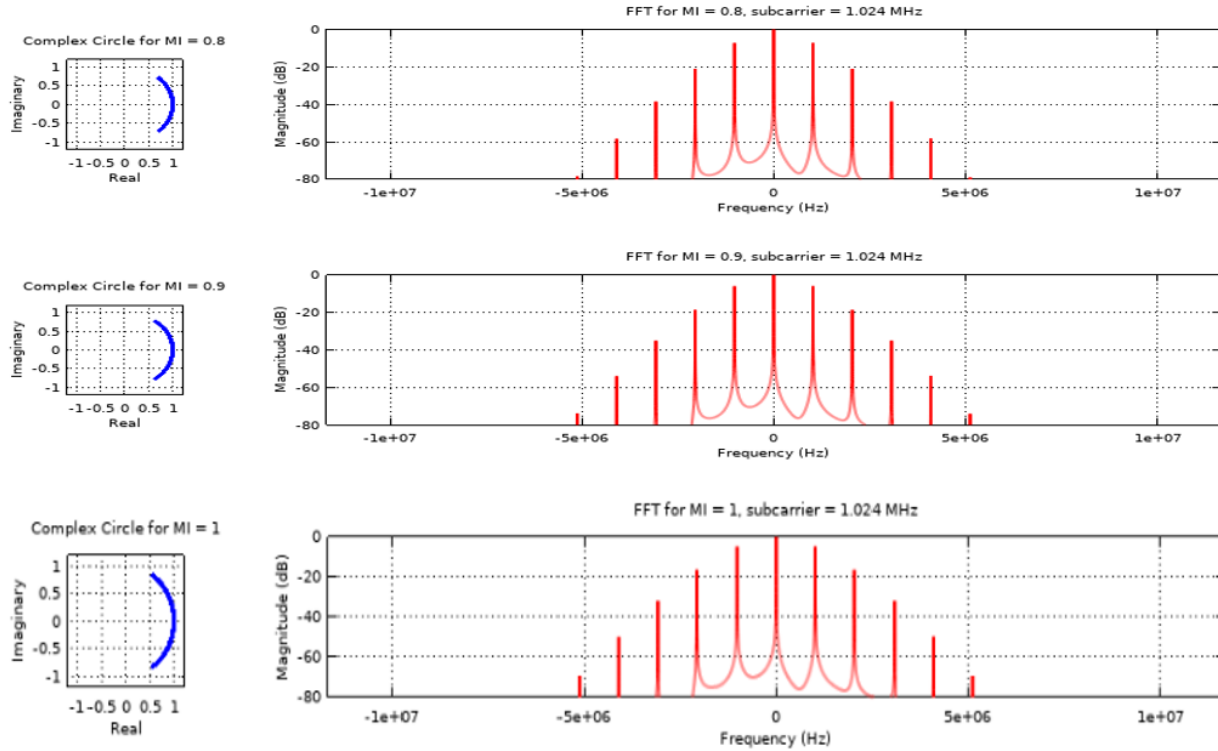 FFT for MI = 0.8, subcarrier = 1.024 MHz
Complex Circle for MI = 0.8
Imaginary
1
0.5
0
-0.5
-1
-1 -0.5 0 0.5 1
Real
Magnitude (dB)
0
-20
-40
-60
-80
-1e+07 -5e+06 0 5e+06 1e+07
Frequency (Hz)
FFT for MI = 0.9, subcarrier = 1.024 MHz
Complex Circle for MI = 0.9
Imaginary
1
0.5
0
-0.5
-1
-1 -0.5 0 0.5 1
Real
Magnitude (dB)
0
-20
-40
-60
-80
-1e+07 -5e+06 0 5e+06 1e+07
Frequency (Hz)
FFT for MI = 1, subcarrier = 1.024 MHz
Complex Circle for MI = 1
Imaginary
1
0.5
0
-0.5
-1
-1 -0.5 0 0.5 1
Real
Magnitude (dB)
0
-20
-40
-60
-80
-1e+07 -5e+06 0 5e+06 1e+07
Frequency (Hz)